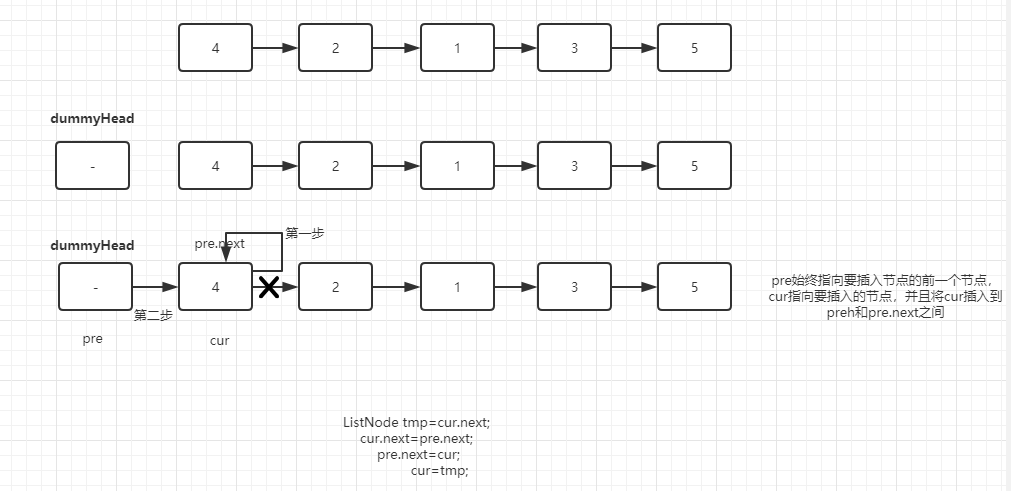 4 2 1 3 5
dummyHead
- 4 2 1 3 5
dummyHead
pre.next 第一步
- 4 2 1 3 5
第二步
pre cur
pre始终指向要插入节点的前一个节点，
cur指向要插入的节点，并且将cur插入到
preh和pre.next之间
ListNode tmp=cur.next;
cur.next=pre.next;
pre.next=cur;
cur=tmp;